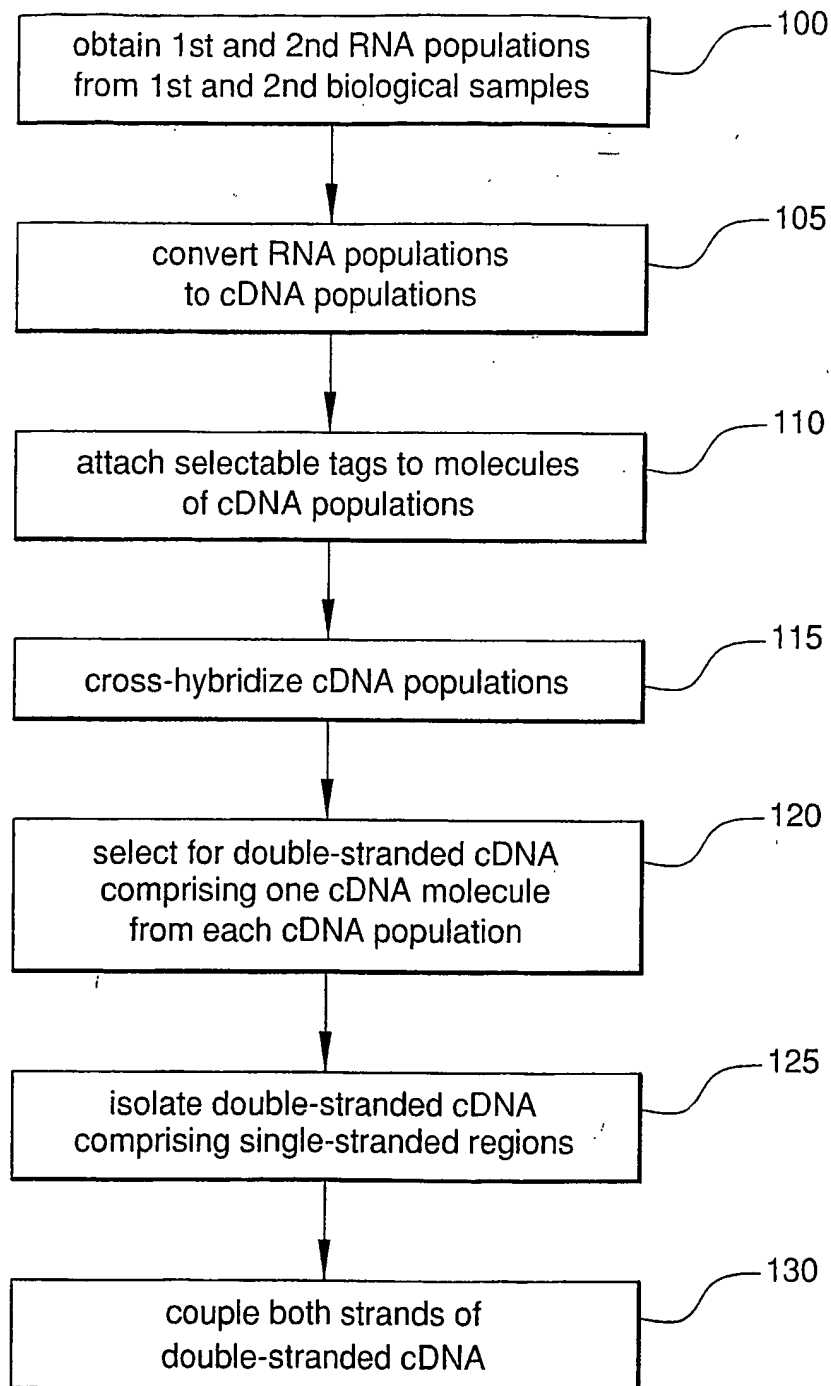 100
obtain 1st and 2nd RNA populations
from 1st and 2nd biological samples
105
convert RNA populations
to cDNA populations
110
attach selectable tags to molecules
of cDNA populations
115
cross-hybridize cDNA populations
120
select for double-stranded cDNA
comprising one cDNA molecule
from each cDNA population
125
isolate double-stranded cDNA
comprising single-stranded regions
130
couple both strands of
double-stranded cDNA